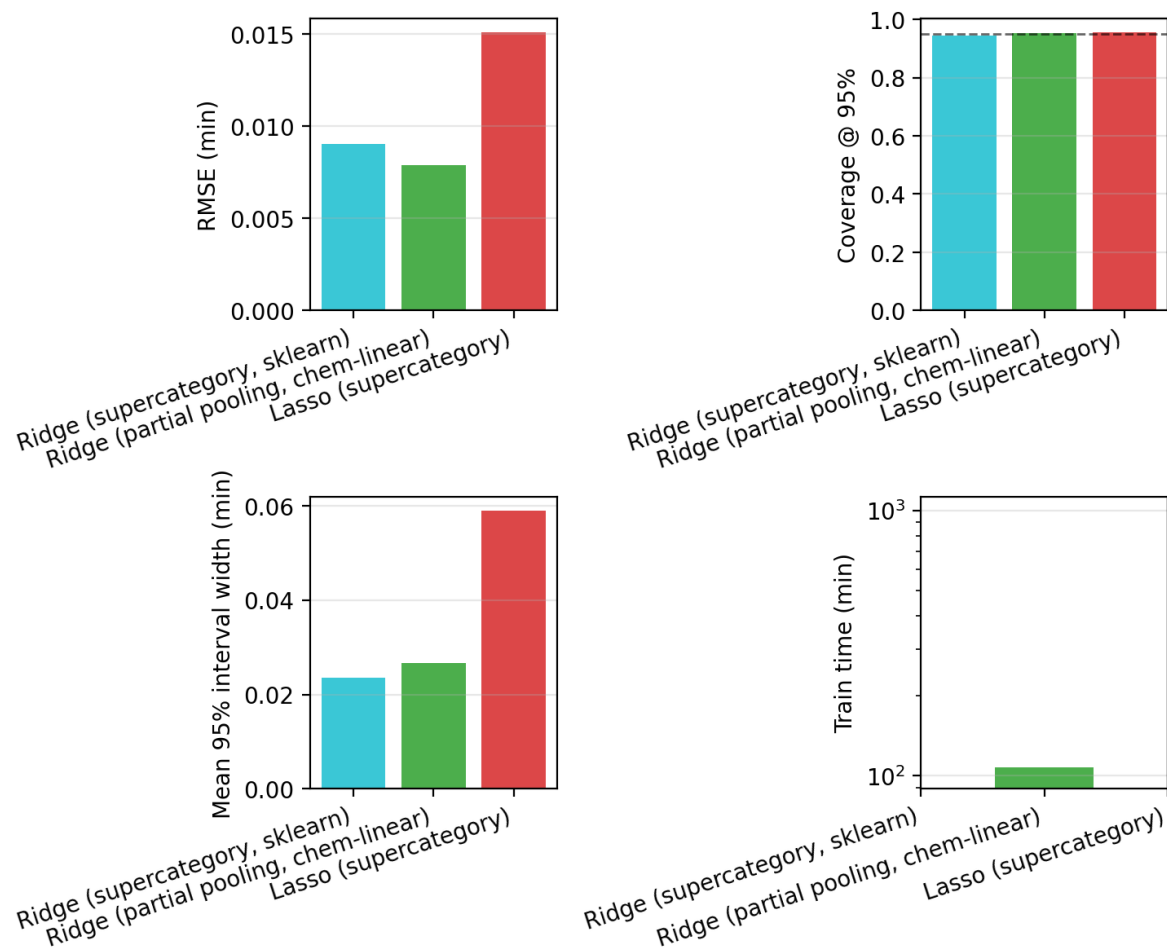 RMSE (min)
0.015
0.010
0.005
0.000
Ridge (supercategory, sklearn)
Ridge (partial pooling, chem-linear)
Lasso (supercategory)
Coverage @ 95%
1.0
0.8
0.6
0.4
0.2
0.0
Ridge (supercategory, sklearn)
Ridge (partial pooling, chem-linear)
Lasso (supercategory)
Mean 95% interval width (min)
0.06
0.04
0.02
0.00
Ridge (supercategory, sklearn)
Ridge (partial pooling, chem-linear)
Lasso (supercategory)
Train time (min)
10³
10²
Ridge (supercategory, sklearn)
Ridge (partial pooling, chem-linear)
Lasso (supercategory)